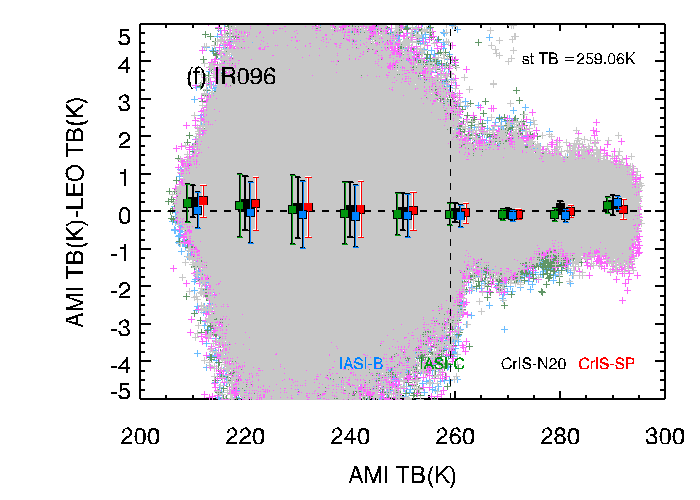 5
4
3
2
1
0
-1
-2
-3
-4
-5
AMI TB(K)-LEO TB(K)
(f) IR096
st TB =259.06K
IASI-B IASI-C CrIS-N20 CrIS-SP
200 220 240 260 280 300
AMI TB(K)